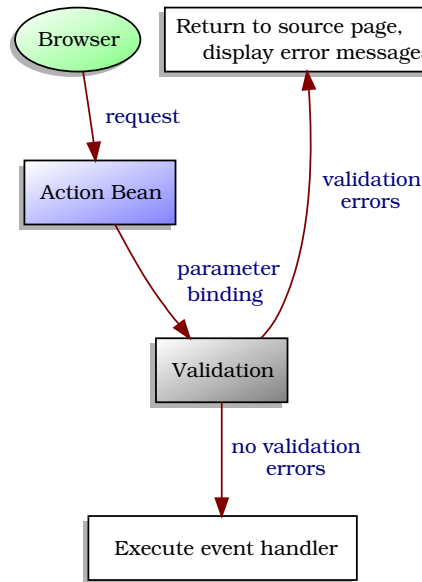 Browser
Return to source page,
display error messages
request
Action Bean
validation
errors
parameter
binding
Validation
no validation
errors
Execute event handler